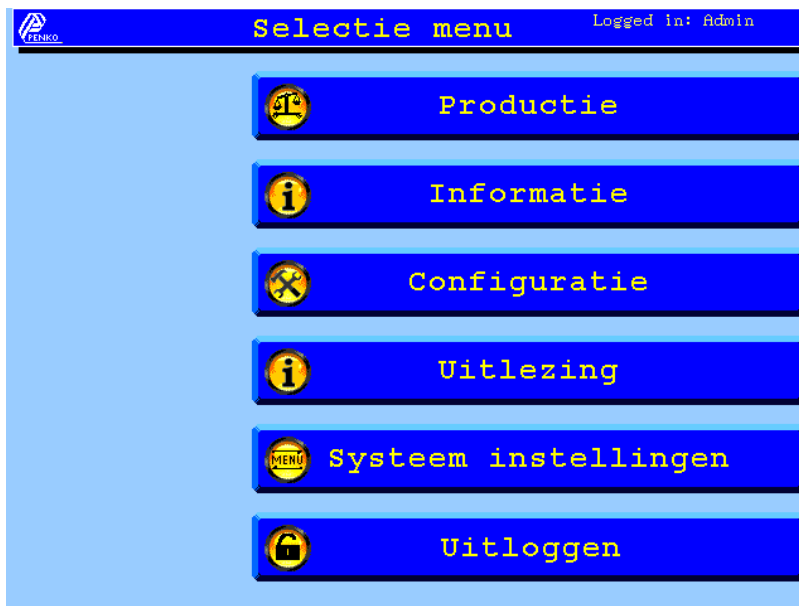 PENKO
Selectie menu
Logged in: Admin
Productie
Informatie
Configuratie
Uitlezing
MENU
Systeem instellingen
Uitloggen